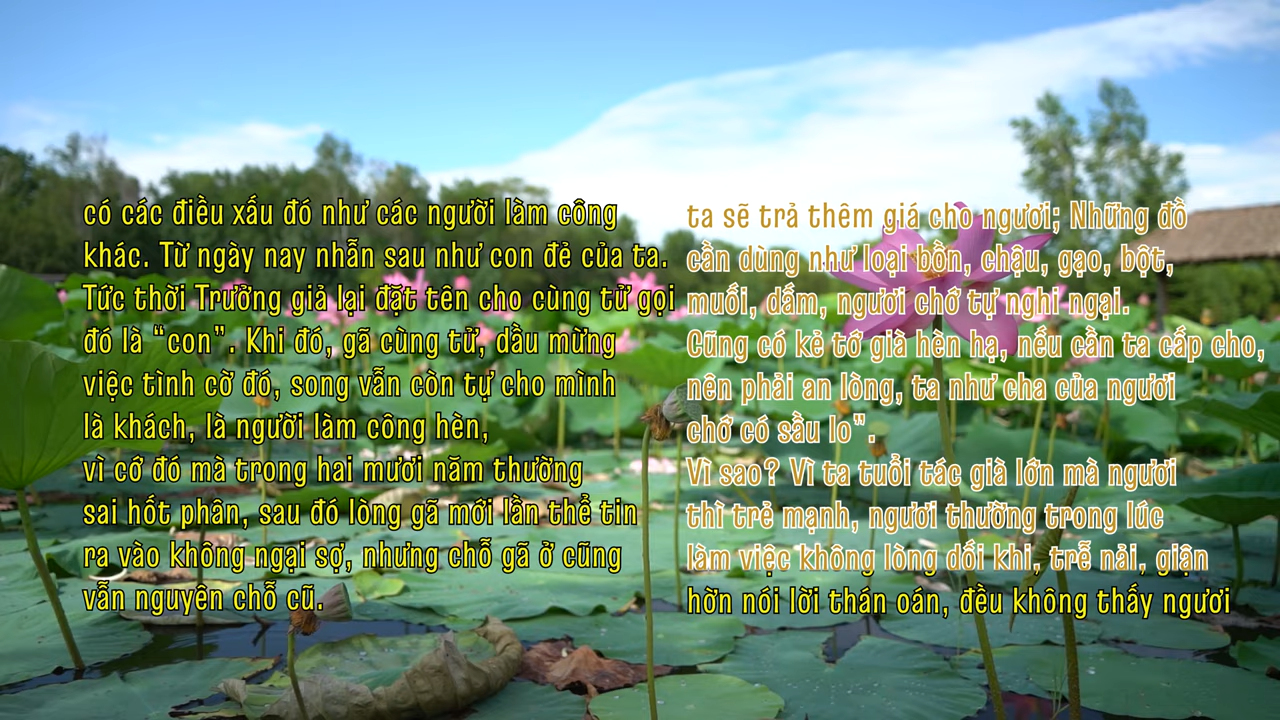 có các điều xấu đó như các người làm công
khác. Từ ngày nay nhẫn sau như con đẻ của ta.
Tức thời Trưởng giả lại đặt tên cho cùng tử gọi
đó là “con”. Khi đó, gã cùng tử, dầu mừng
việc tình cờ đó, song vẫn còn tự cho mình
là khách, là người làm công hèn,
vì cớ đó mà trong hai mươi năm thường
sai hốt phân, sau đó lòng gã mới lần thể tin
ra vào không ngại sợ, nhưng chỗ gã ở cũng
vẫn nguyên chỗ cũ.
ta sẽ trả thêm giá cho ngươi; Những đồ
cần dùng như loại bồn, chậu, gạo, bột,
muối, dấm, ngươi chớ tự nghi ngại.
Cũng có kẻ tớ già hèn hạ, nếu cần ta cấp cho,
nên phải an lòng, ta như cha của ngươi
chớ có sầu lo”.
Vì sao? Vì ta tuổi tác già lớn mà ngươi
thì trẻ mạnh, ngươi thường trong lúc
làm việc không lòng dối khi, trễ nải, giận
hờn nói lời thán oán, đều không thấy ngươi